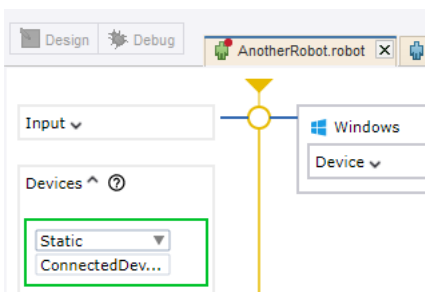 Design Debug
AnotherRobot.robot
Input
Windows
Device
Devices
Static
ConnectedDev...